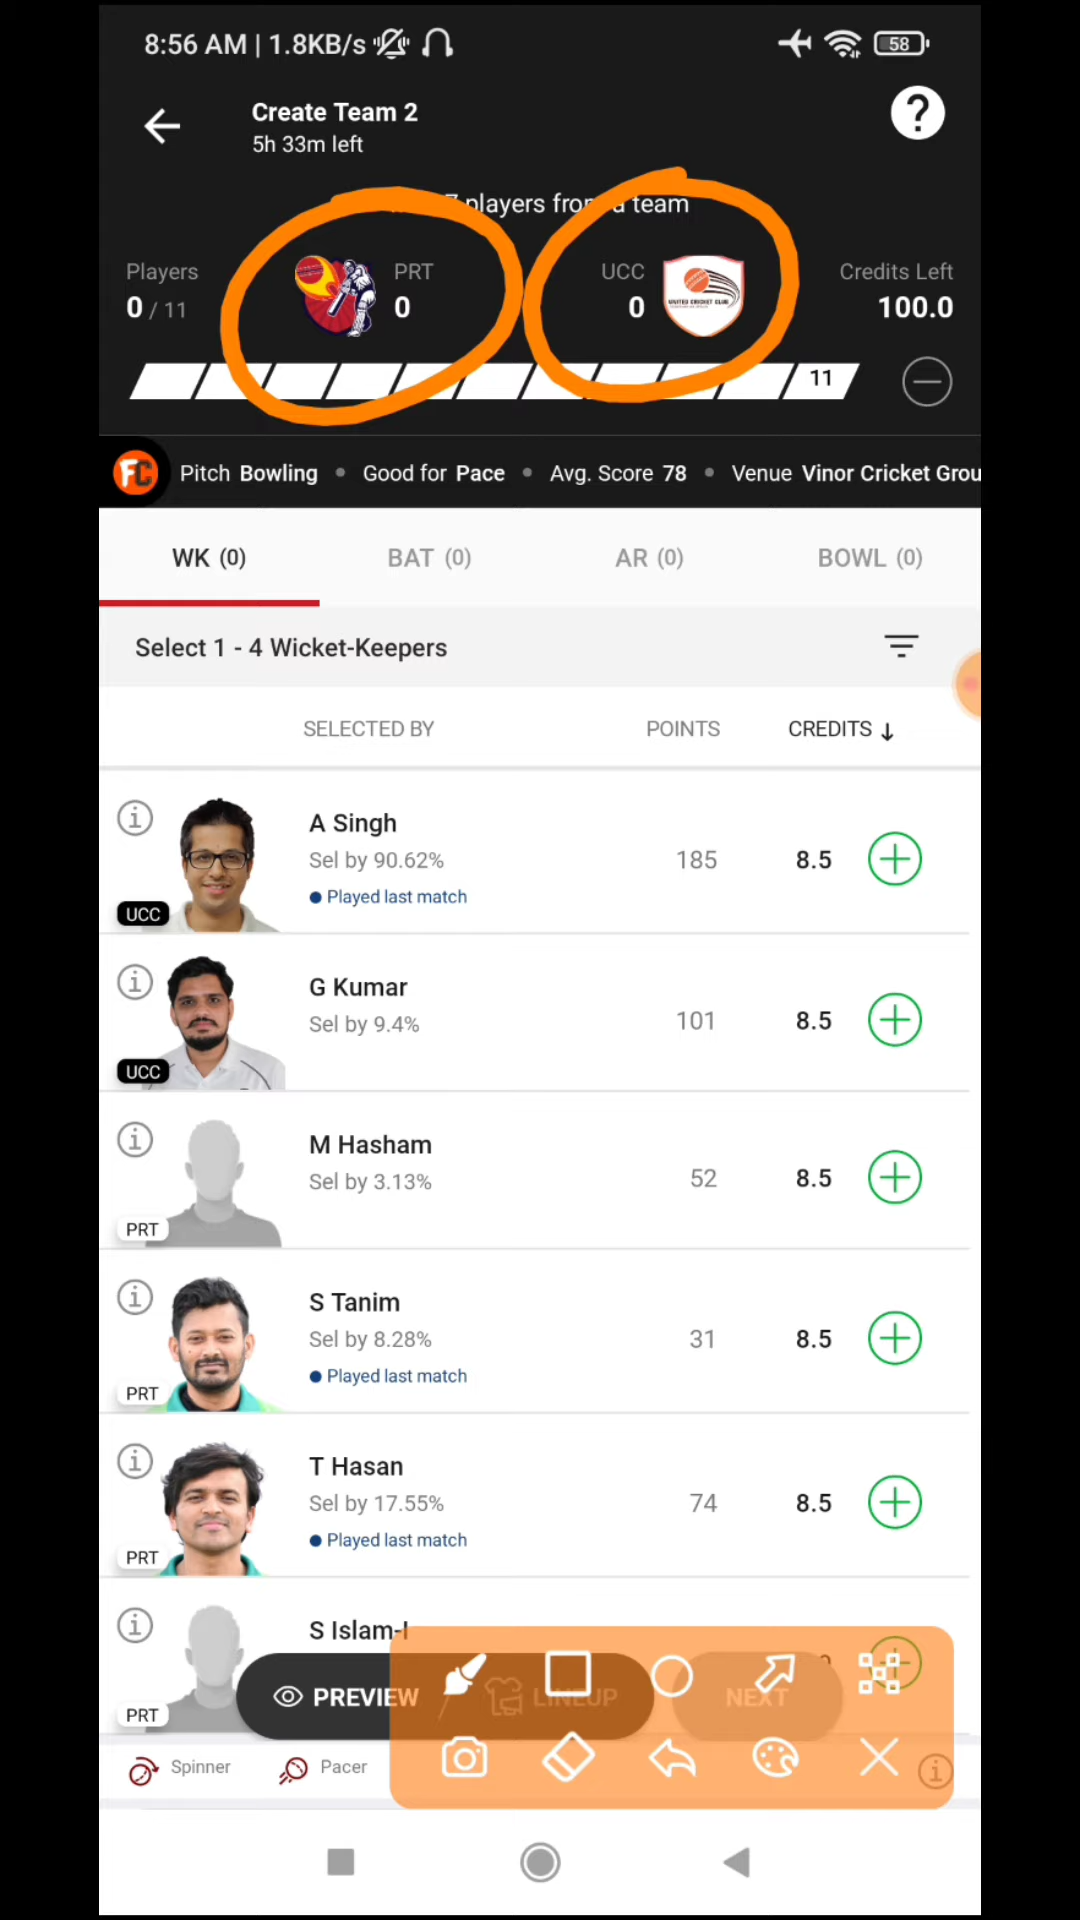 8:56 AM | 1.8KB/s
58
Create Team 2
5h 33m left
7 players from a team
Players
0 / 11
PRT
0
UCC
0
UNITED CRICKET CLUB
Credits Left
100.0
11
FC
Pitch Bowling • Good for Pace • Avg. Score 78 • Venue Vinor Cricket Grou
WK (0)
BAT (0)
AR (0)
BOWL (0)
Select 1 - 4 Wicket-Keepers
SELECTED BY
POINTS
CREDITS ↓
A Singh
Sel by 90.62%
Played last match
UCC
185
8.5
G Kumar
Sel by 9.4%
UCC
101
8.5
M Hasham
Sel by 3.13%
PRT
52
8.5
S Tanim
Sel by 8.28%
Played last match
PRT
31
8.5
T Hasan
Sel by 17.55%
Played last match
PRT
74
8.5
S Islam-I
PRT
PREVIEW
LINEUP
NEXT
Spinner
Pacer